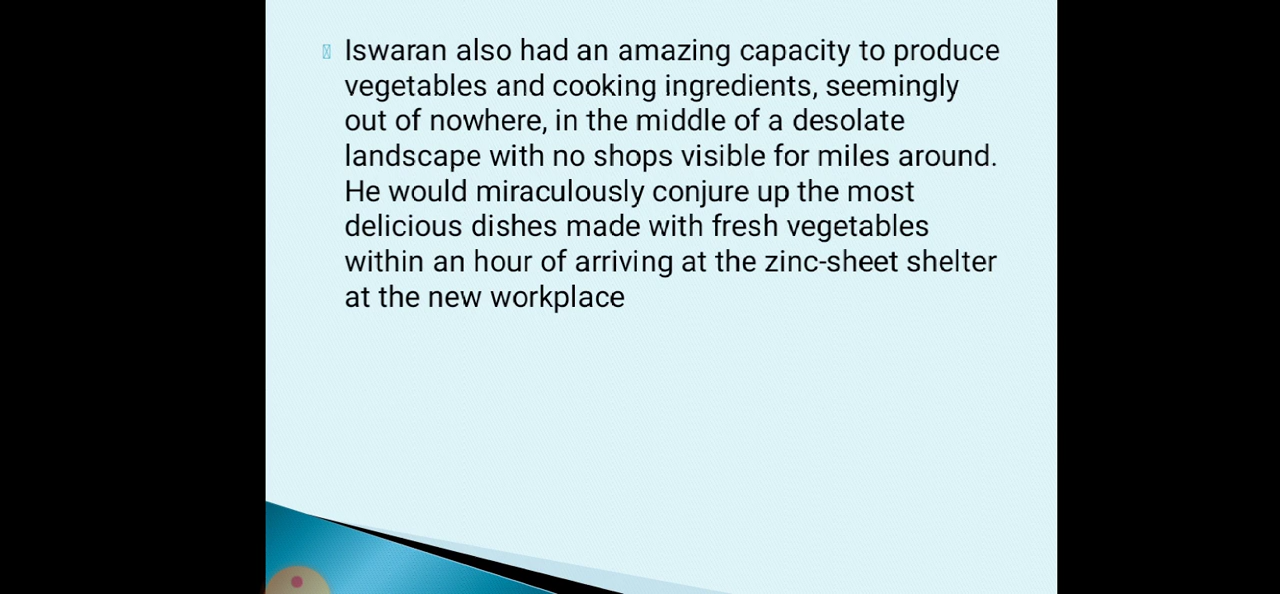 Iswaran also had an amazing capacity to produce
vegetables and cooking ingredients, seemingly
out of nowhere, in the middle of a desolate
landscape with no shops visible for miles around.
He would miraculously conjure up the most
delicious dishes made with fresh vegetables
within an hour of arriving at the zinc-sheet shelter
at the new workplace